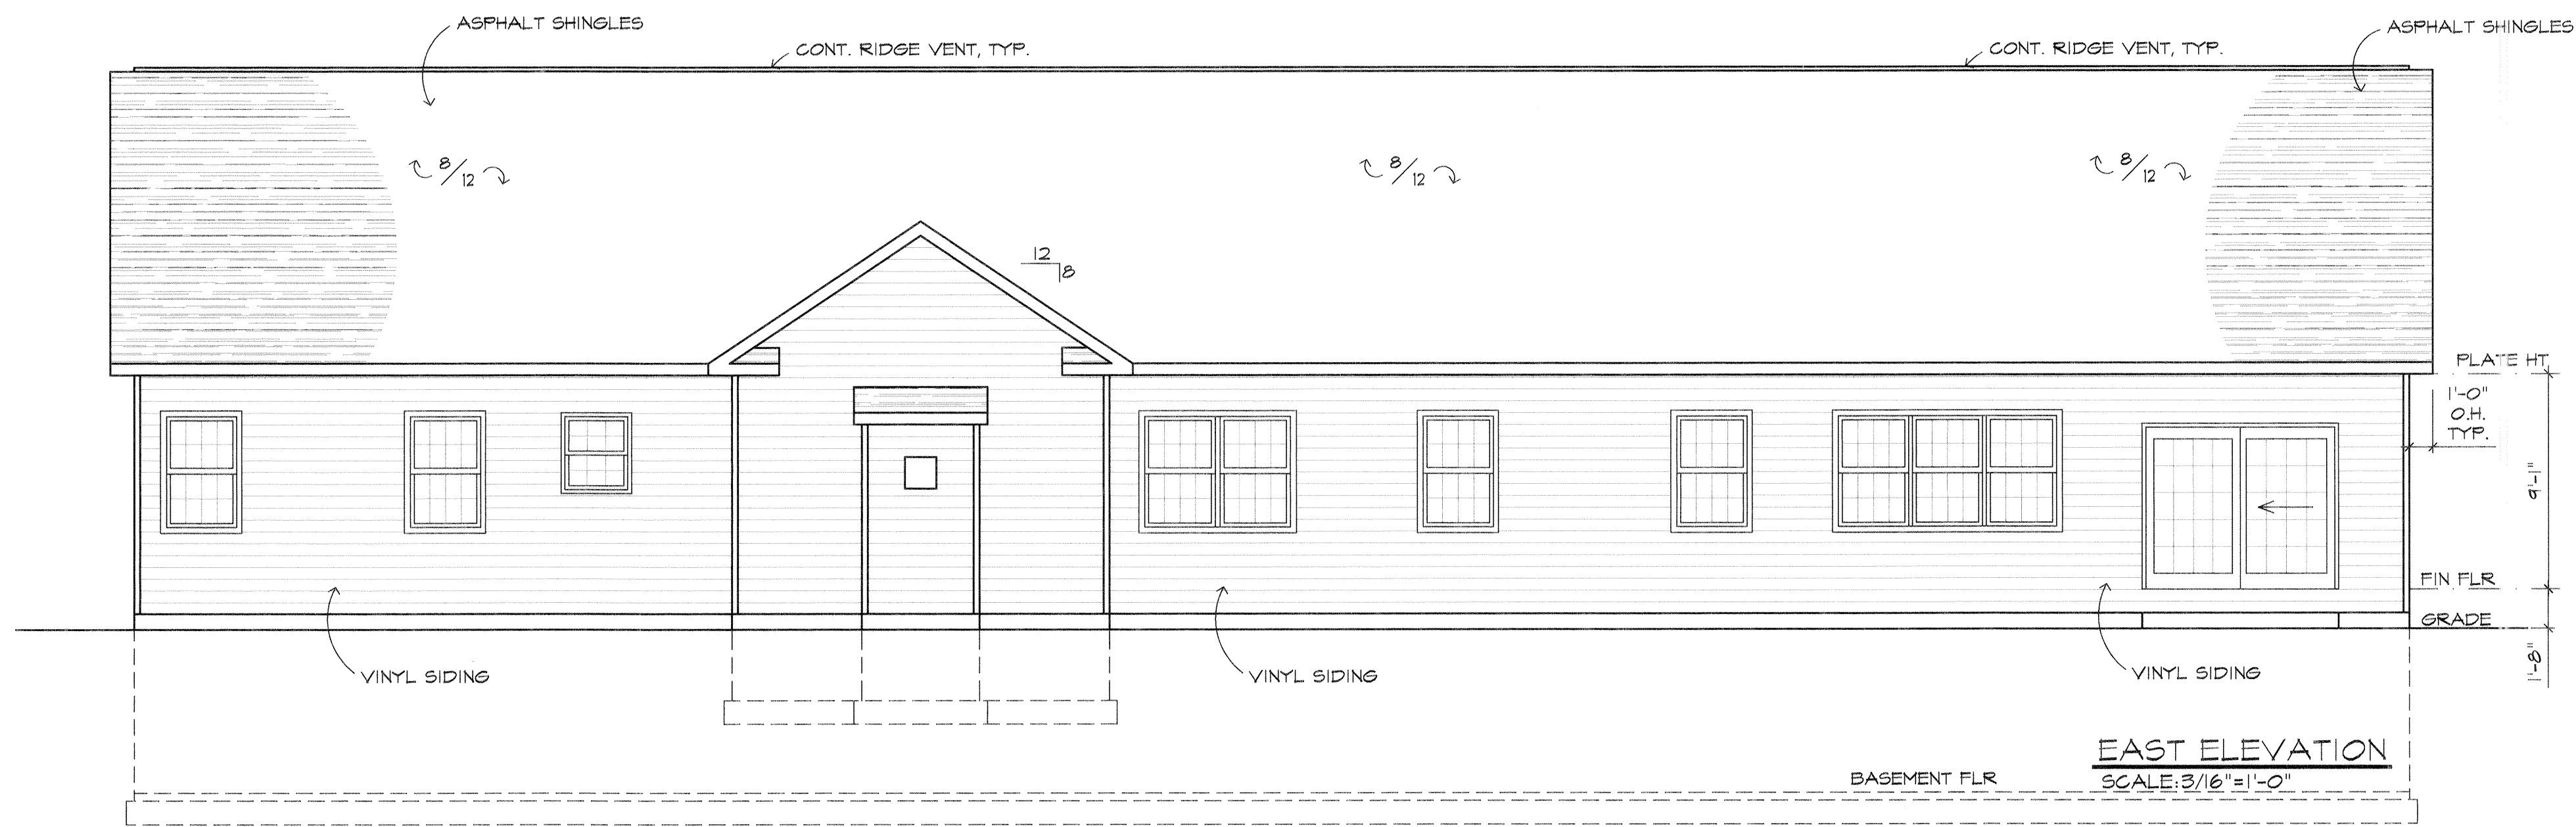 ASPHALT SHINGLES
CONT. RIDGE VENT, TYP.
CONT. RIDGE VENT, TYP.
ASPHALT SHINGLES
8/12
8/12
8/12
12
8
PLATE HT.
1'-0"
O.H.
TYP.
9'-1"
FIN FLR
GRADE
1'-8"
VINYL SIDING
VINYL SIDING
VINYL SIDING
EAST ELEVATION
BASEMENT FLR
SCALE:3/16"=1'-0"